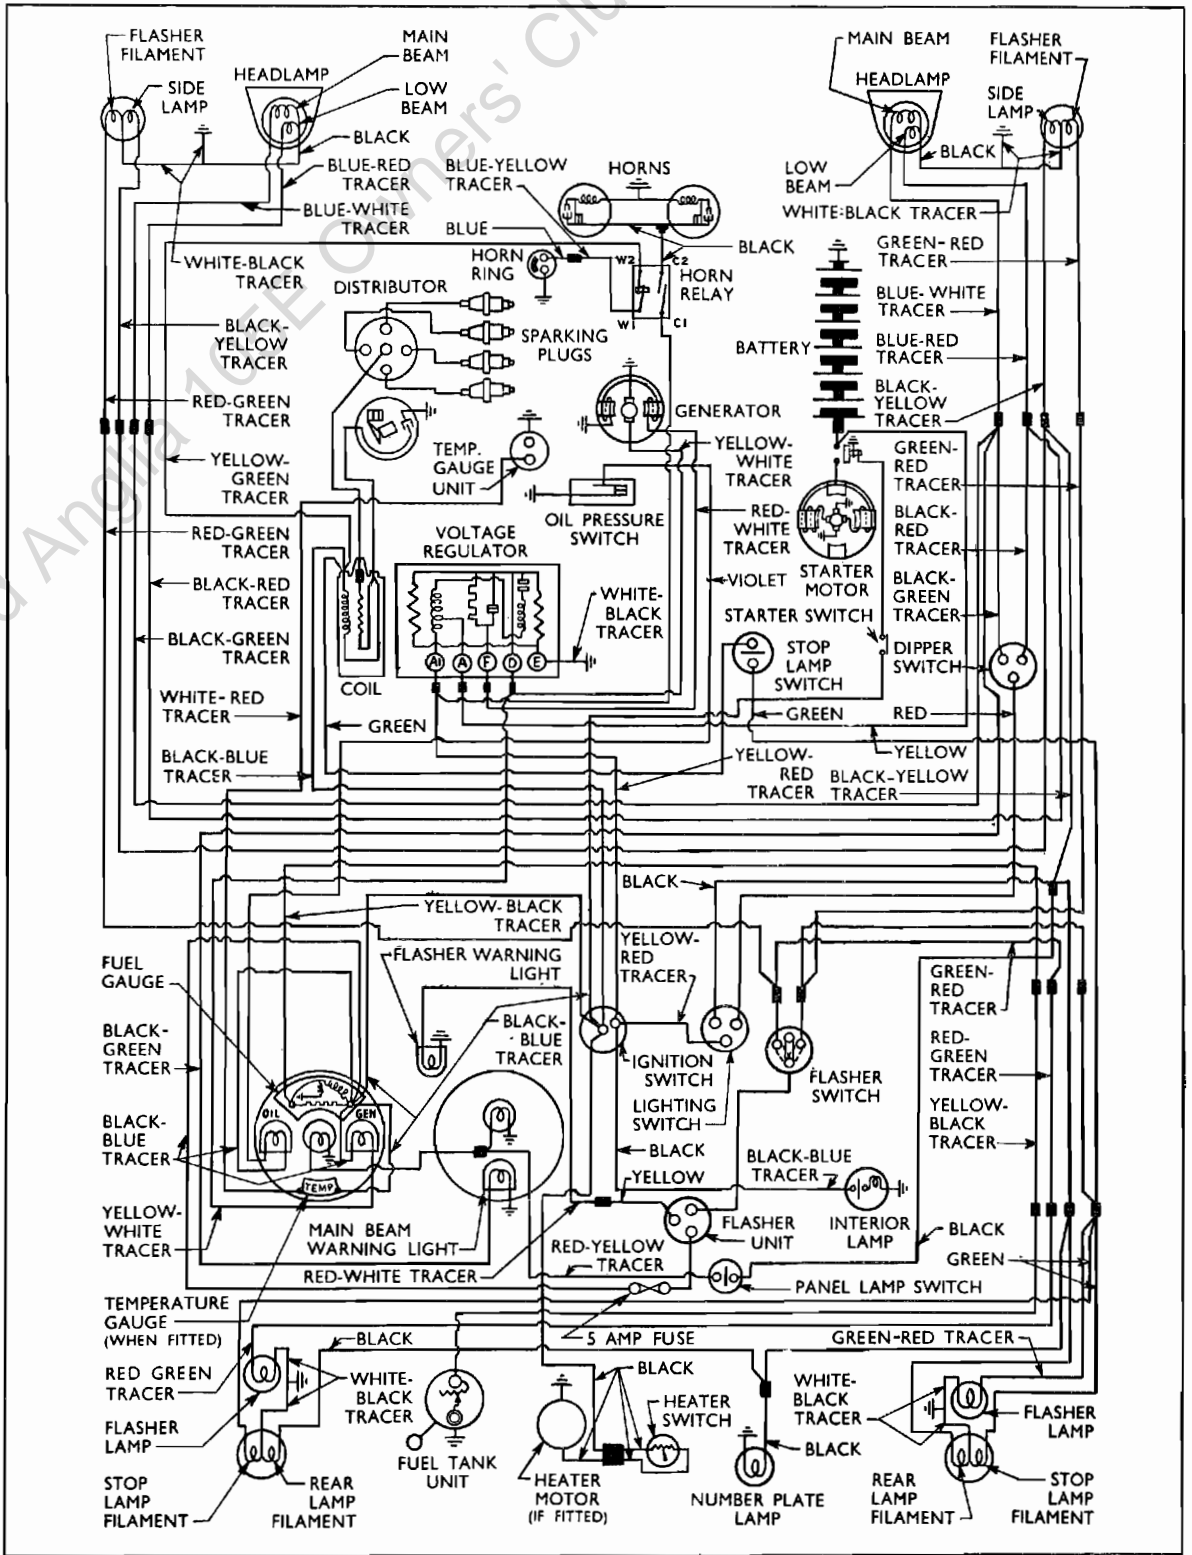 FLASHER
FILAMENT
SIDE
LAMP
HEADLAMP
MAIN
BEAM
LOW
BEAM
BLACK
BLUE-RED
TRACER
BLUE-WHITE
TRACER
WHITE-BLACK
TRACER
BLUE-YELLOW
TRACER
BLUE
HORNS
HORN
RING
W2
C2
HORN
RELAY
W1
C1
BLACK
MAIN BEAM
HEADLAMP
FLASHER
FILAMENT
SIDE
LAMP
LOW
BEAM
BLACK
WHITE:BLACK TRACER
GREEN-RED
TRACER
BLUE-WHITE
TRACER
BLUE-RED
TRACER
BLACK-
YELLOW
TRACER
DISTRIBUTOR
SPARKING
PLUGS
BATTERY
GENERATOR
BLACK-
YELLOW
TRACER
RED-GREEN
TRACER
YELLOW-
GREEN
TRACER
RED-GREEN
TRACER
BLACK-RED
TRACER
BLACK-GREEN
TRACER
TEMP.
GAUGE
UNIT
OIL PRESSURE
SWITCH
YELLOW-
WHITE
TRACER
RED-
WHITE
TRACER
GREEN-
RED
TRACER
BLACK-
RED
TRACER
BLACK-
GREEN
TRACER
VOLTAGE
REGULATOR
A1
A
F
D
E
WHITE-
BLACK
TRACER
VIOLET
STARTER
MOTOR
STARTER SWITCH
STOP
LAMP
SWITCH
DIPPER
SWITCH
COIL
WHITE-RED
TRACER
GREEN
BLACK-BLUE
TRACER
GREEN
RED
YELLOW
YELLOW-
RED
TRACER
BLACK-YELLOW
TRACER
BLACK
YELLOW-BLACK
TRACER
FLASHER WARNING
LIGHT
YELLOW-
RED
TRACER
GREEN-
RED
TRACER
FUEL
GAUGE
BLACK-
GREEN
TRACER
BLACK-
BLUE
TRACER
IGNITION
SWITCH
LIGHTING
SWITCH
FLASHER
SWITCH
RED-
GREEN
TRACER
YELLOW-
BLACK
TRACER
OIL
GEN
TEMP
BLACK-
BLUE
TRACER
YELLOW-
WHITE
TRACER
MAIN BEAM
WARNING LIGHT
BLACK
YELLOW
BLACK-BLUE
TRACER
INTERIOR
LAMP
FLASHER
UNIT
BLACK
GREEN
RED-YELLOW
TRACER
RED-WHITE TRACER
PANEL LAMP SWITCH
TEMPERATURE
GAUGE
(WHEN FITTED)
5 AMP FUSE
BLACK
GREEN-RED TRACER
RED GREEN
TRACER
WHITE-
BLACK
TRACER
BLACK
HEATER
SWITCH
WHITE-
BLACK
TRACER
FLASHER
LAMP
FLASHER
LAMP
FUEL TANK
UNIT
BLACK
STOP
LAMP
FILAMENT
REAR
LAMP
FILAMENT
HEATER
MOTOR
(IF FITTED)
NUMBER PLATE
LAMP
REAR
LAMP
FILAMENT
STOP
LAMP
FILAMENT
Anglia 105E Owners'